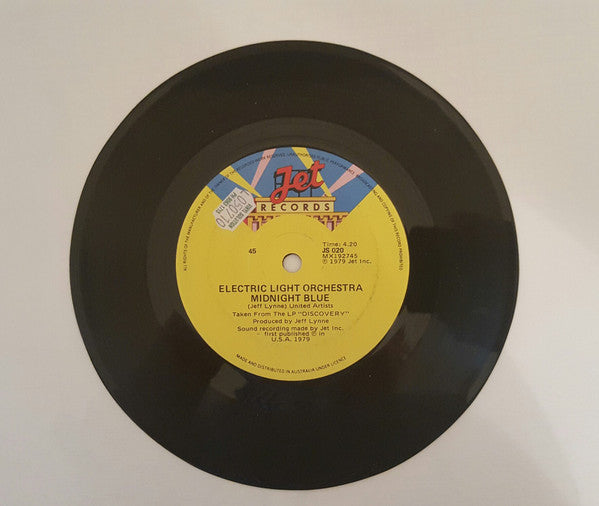 Jet
RECORDS
45
Time: 4.20
JS 020
MX192745
℗ 1979 Jet Inc.
ELECTRIC LIGHT ORCHESTRA
MIDNIGHT BLUE
(Jeff Lynne) United Artists
Taken From The LP "DISCOVERY"
Produced by Jeff Lynne
Sound recording made by Jet Inc.
first published ℗ in
U.S.A. 1979
MADE AND DISTRIBUTED IN AUSTRALIA UNDER LICENCE